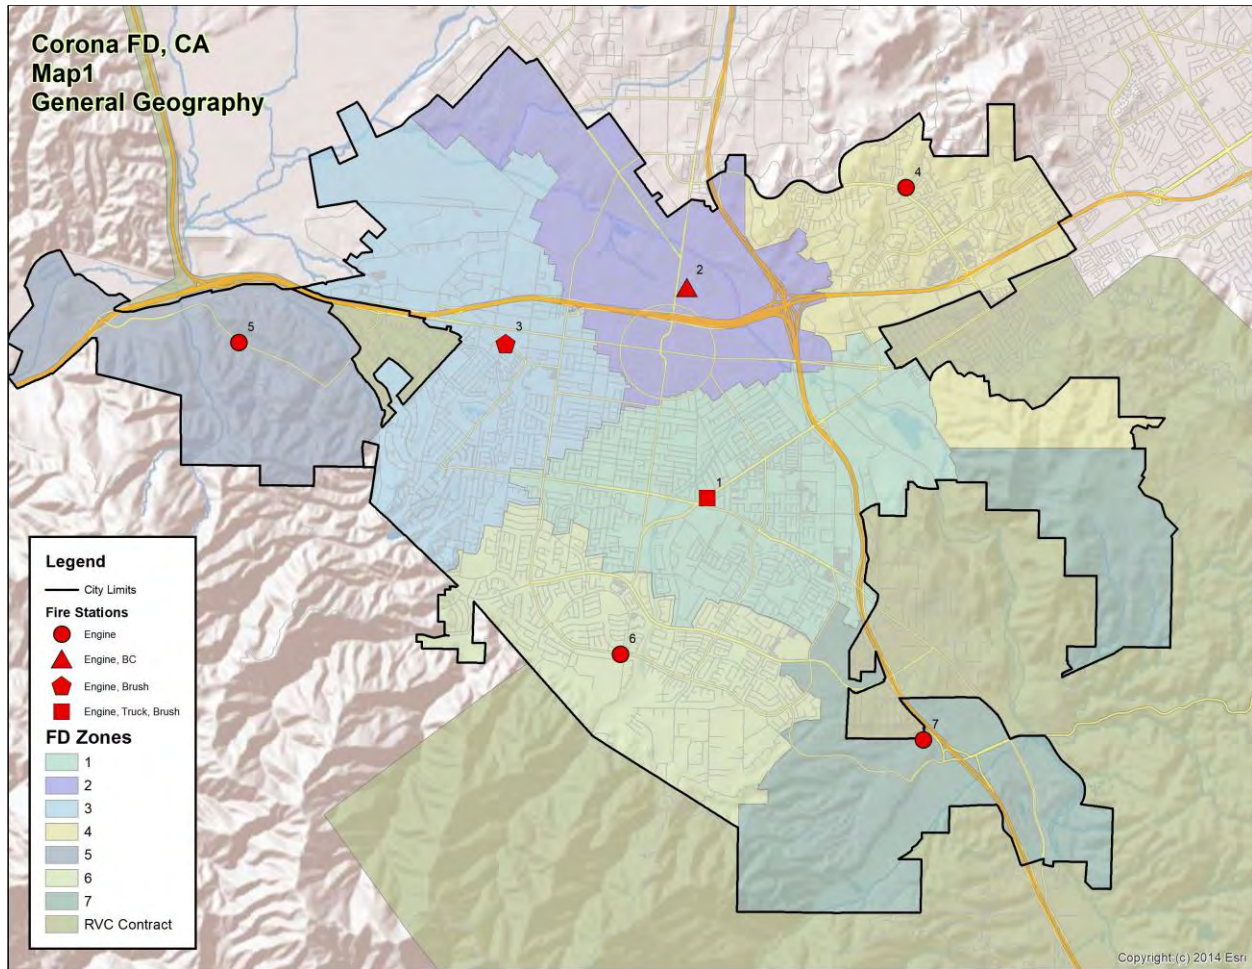 Corona FD, CA
Map1
General Geography
4
2
5
3
1
6
7
Legend
City Limits
Fire Stations
Engine
Engine, BC
Engine, Brush
Engine, Truck, Brush
FD Zones
1
2
3
4
5
6
7
RVC Contract
Copyright (c) 2014 Esri